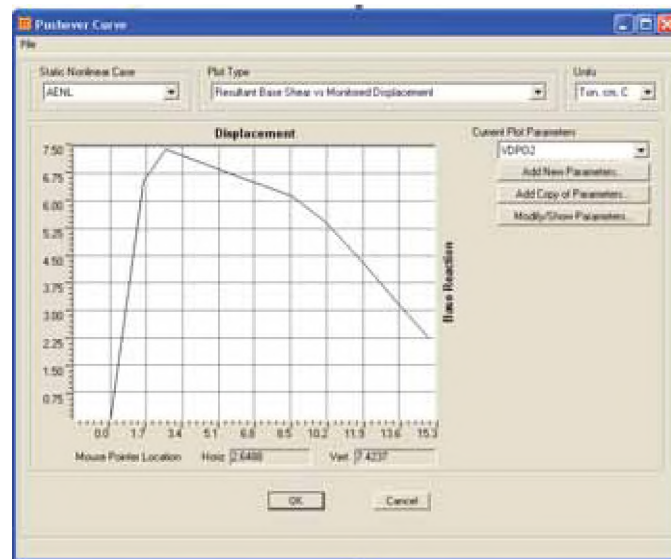 Pushover Curve
File
Static Nonlinear Case
Plot Type
Units
AENL
Resultant Base Shear vs Monitored Displacement
Ton, cm, C
Displacement
Current Plot Parameters
VDPO2
Add New Parameters...
Add Copy of Parameters...
Modify/Show Parameters...
7.50
6.75
6.00
5.25
4.50
3.75
3.00
2.25
1.50
0.75
Base Reaction
0.0 1.7 3.4 5.1 6.8 8.5 10.2 11.9 13.6 15.3
Mouse Pointer Location Horiz 2.6488 Vert 7.4237
OK
Cancel